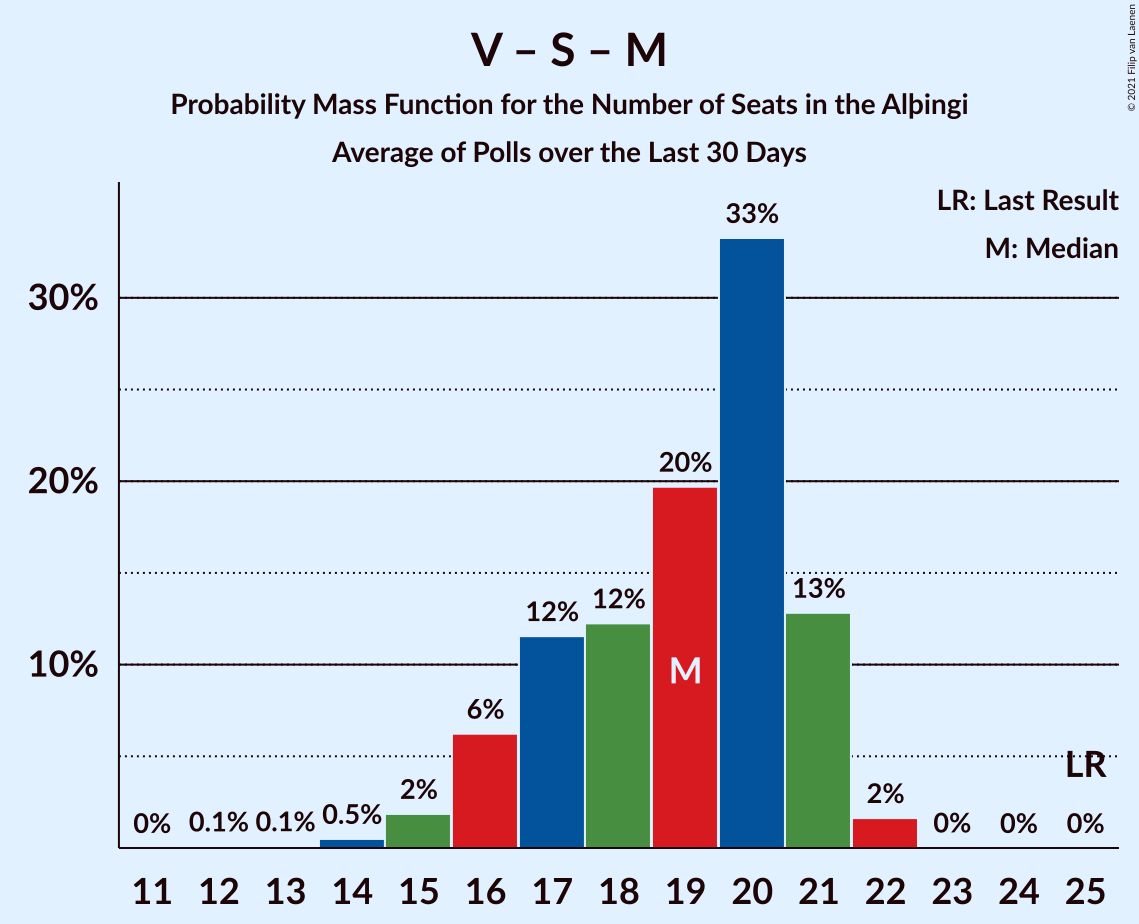 V – S – M
Probability Mass Function for the Number of Seats in the Alþingi
Average of Polls over the Last 30 Days
© 2021 Filip van Laenen
LR: Last Result
M: Median
33%
30%
20%
20%
13%
12%
12%
10%
M
6%
LR
2%
2%
0.5%
0% 0.1% 0.1% 0% 0% 0%
11 12 13 14 15 16 17 18 19 20 21 22 23 24 25